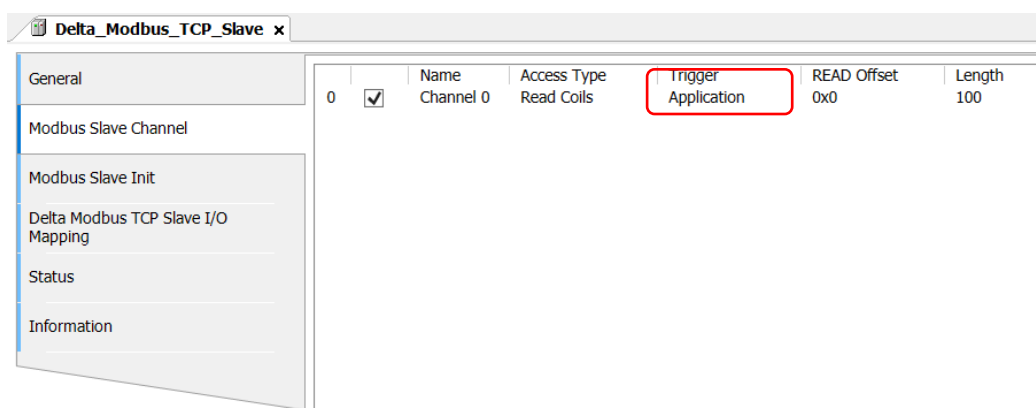 Delta_Modbus_TCP_Slave x
General
Modbus Slave Channel
Modbus Slave Init
Delta Modbus TCP Slave I/O
Mapping
Status
Information
Name Access Type Trigger READ Offset Length
0 Channel 0 Read Coils Application 0x0 100